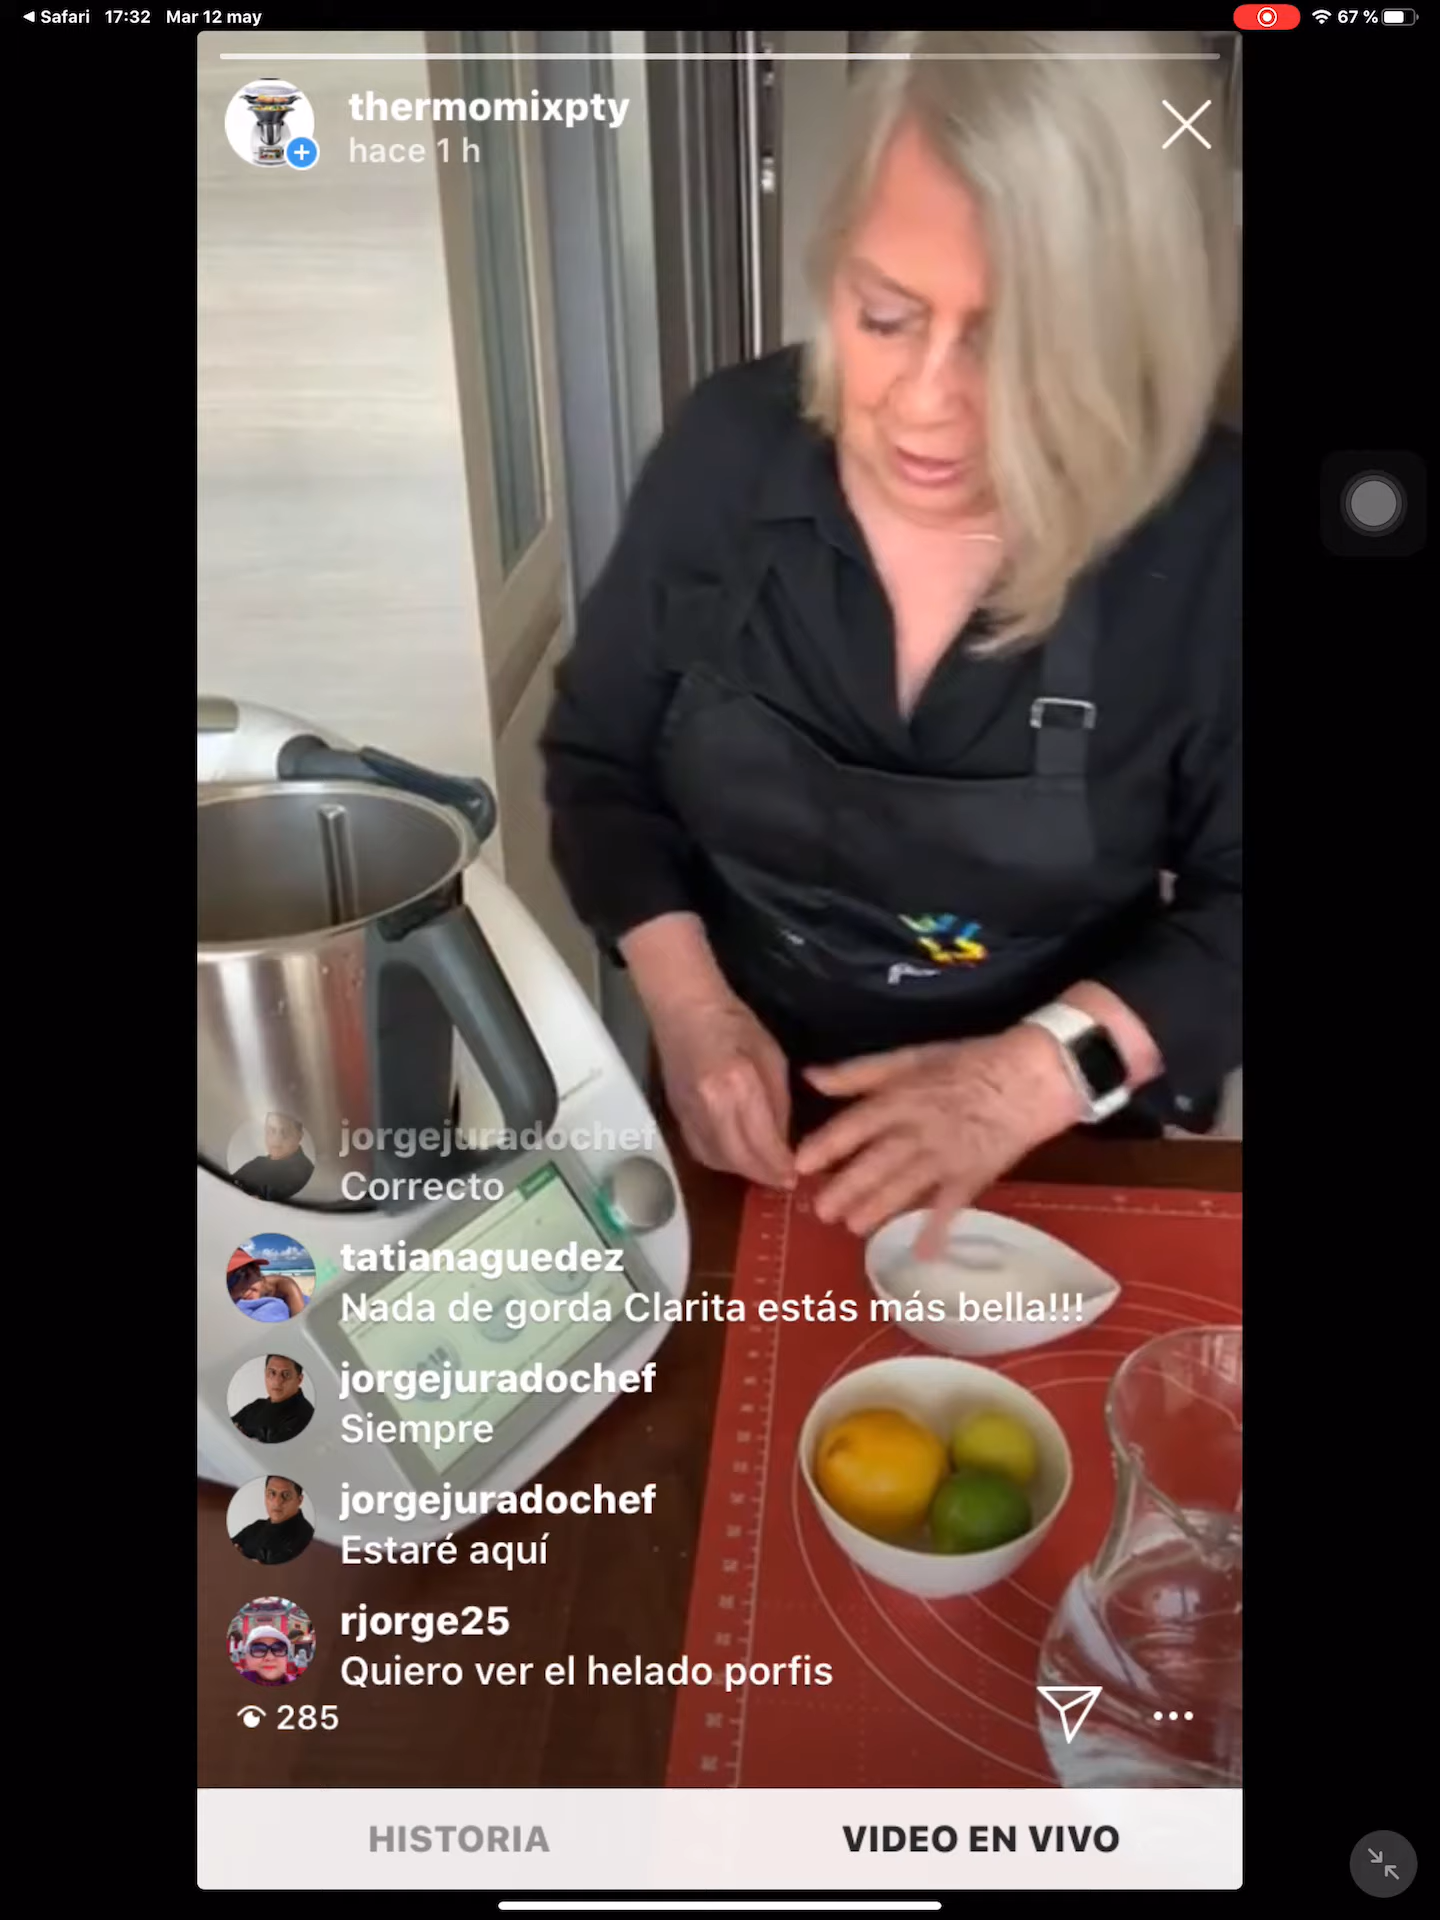 Safari 17:32 Mar 12 may 67 %
thermomixpty
hace 1 h
jorgejuradochef
Correcto
tatianaguedez
Nada de gorda Clarita estás más bella!!!
jorgejuradochef
Siempre
jorgejuradochef
Estaré aquí
rjorge25
Quiero ver el helado porfis
285
HISTORIA VIDEO EN VIVO